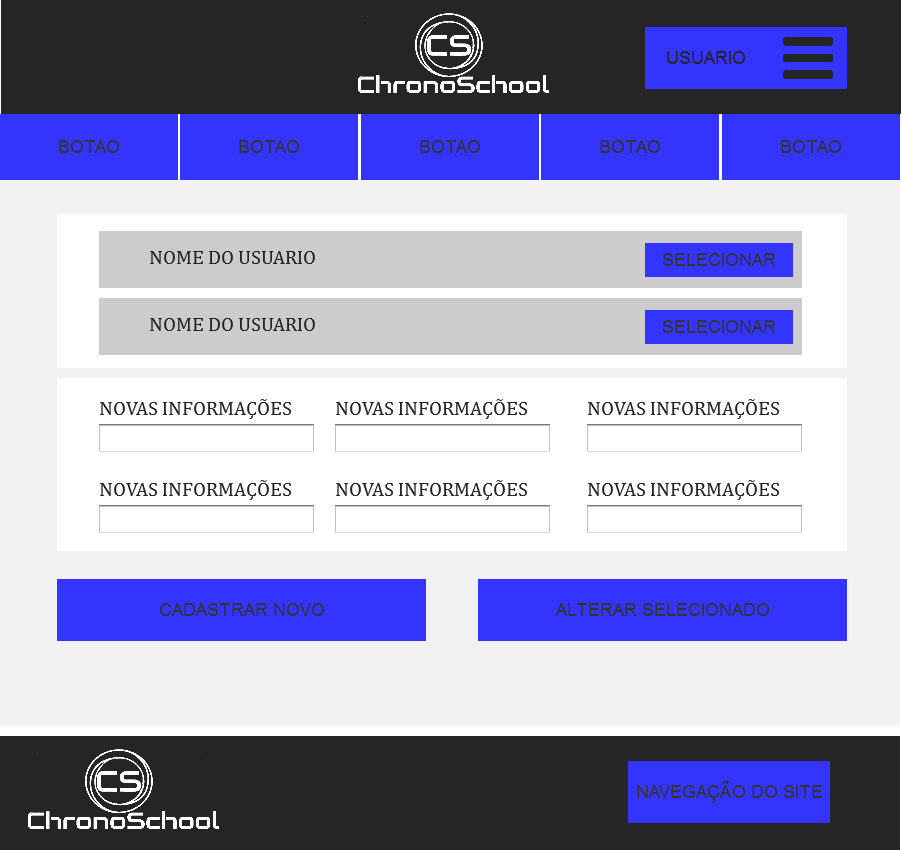 CS
ChronoSchool
USUARIO
BOTAO BOTAO BOTAO BOTAO BOTAO
NOME DO USUARIO SELECIONAR
NOME DO USUARIO SELECIONAR
NOVAS INFORMAÇÕES NOVAS INFORMAÇÕES NOVAS INFORMAÇÕES
NOVAS INFORMAÇÕES NOVAS INFORMAÇÕES NOVAS INFORMAÇÕES
CADASTRAR NOVO ALTERAR SELECIONADO
CS
ChronoSchool
NAVEGAÇÃO DO SITE